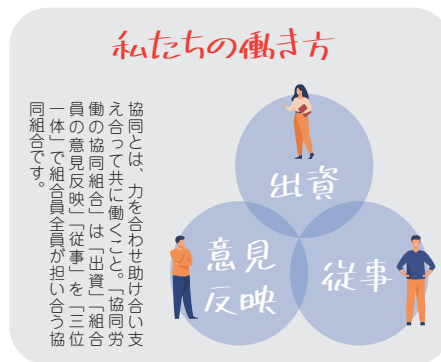 私たちの働き方
協同とは、力を合わせ助け合い支
え合って共に働くこと。「協同労
働の協同組合」は「出資」「組合
員の意見反映」「従事」を「三位
一体」で組合員全員が担い合う協
同組合です。
出資
意見
反映
従事